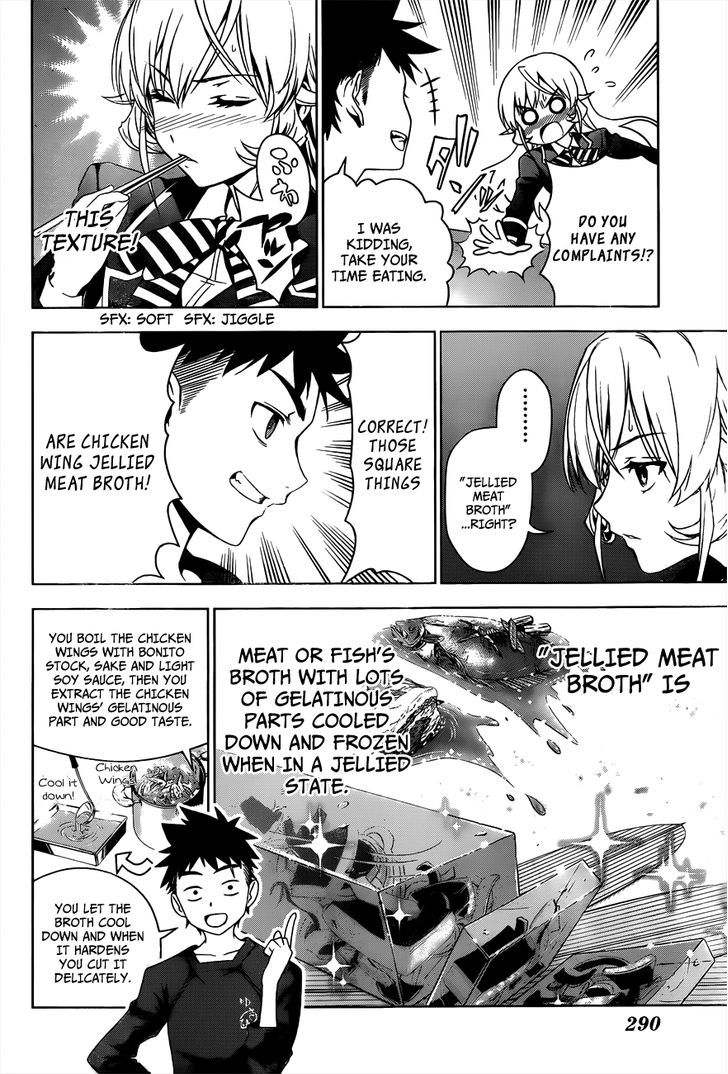 DO YOU
HAVE ANY
COMPLAINTS!?
I WAS
KIDDING,
TAKE YOUR
TIME EATING.
THIS
TEXTURE!
SFX: SOFT SFX: JIGGLE
"JELLIED
MEAT
BROTH"
...RIGHT?
CORRECT!
THOSE
SQUARE
THINGS
ARE CHICKEN
WING JELLIED
MEAT BROTH!
"JELLIED MEAT
BROTH" IS
MEAT OR FISH'S
BROTH WITH LOTS
OF GELATINOUS
PARTS COOLED
DOWN AND FROZEN
WHEN IN A JELLIED
STATE.
YOU BOIL THE CHICKEN
WINGS WITH BONITO
STOCK, SAKE AND LIGHT
SOY SAUCE, THEN YOU
EXTRACT THE CHICKEN
WINGS' GELATINOUS
PART AND GOOD TASTE.
Chicken
Wings
Cool it
down!
YOU LET THE
BROTH COOL
DOWN AND WHEN
IT HARDENS
YOU CUT IT
DELICATELY.
290